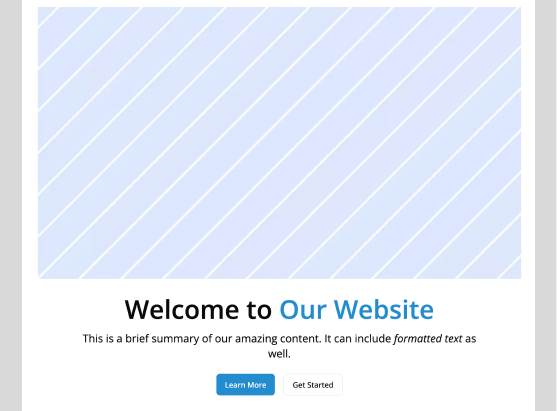 Welcome to Our Website
This is a brief summary of our amazing content. It can include formatted text as
well.
Learn More
Get Started